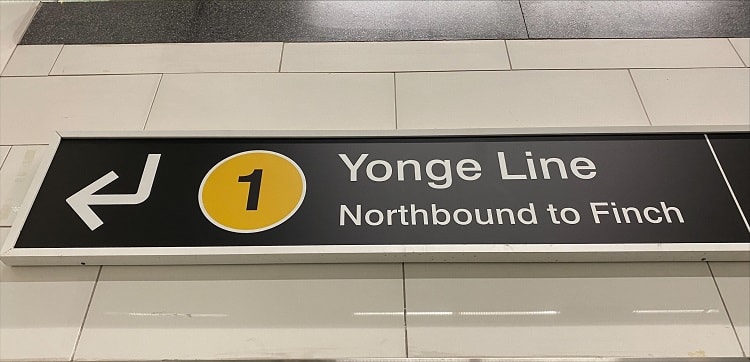 1
Yonge Line
Northbound to Finch